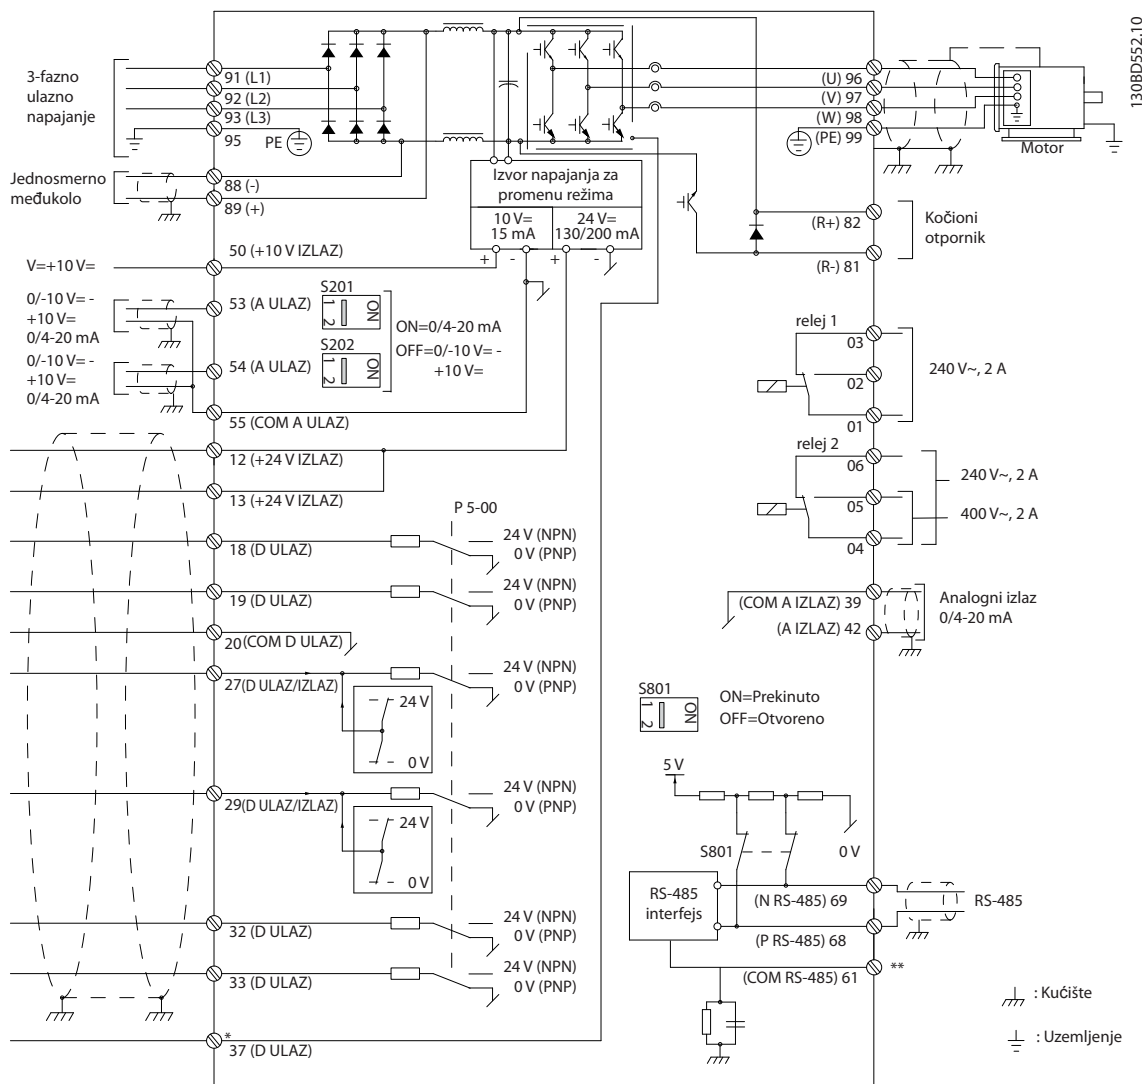 130BD552.10
3-fazno
ulazno
napajanje
91 (L1)
92 (L2)
93 (L3)
95
PE
Jednosmerno
međukolo
88 (-)
89 (+)
Izvor napajanja za
promenu režima
10 V=
15 mA
24 V=
130/200 mA
+ - + -
(U) 96
(V) 97
(W) 98
(PE) 99
Motor
(R+) 82
(R-) 81
Kočioni
otpornik
V=+10 V=
50 (+10 V IZLAZ)
0/-10 V= -
+10 V=
0/4-20 mA
53 (A ULAZ)
S201
1 2 ON
0/-10 V= -
+10 V=
0/4-20 mA
54 (A ULAZ)
S202
1 2 ON
ON=0/4-20 mA
OFF=0/-10 V= -
+10 V=
55 (COM A ULAZ)
12 (+24 V IZLAZ)
13 (+24 V IZLAZ)
relej 1
03
02
01
240 V~, 2 A
relej 2
06
05
04
240 V~, 2 A
400 V~, 2 A
P 5-00
18 (D ULAZ)
24 V (NPN)
0 V (PNP)
19 (D ULAZ)
24 V (NPN)
0 V (PNP)
20 (COM D ULAZ)
27(D ULAZ/IZLAZ)
24 V (NPN)
0 V (PNP)
24 V
0 V
29(D ULAZ/IZLAZ)
24 V (NPN)
0 V (PNP)
24 V
0 V
32 (D ULAZ)
24 V (NPN)
0 V (PNP)
33 (D ULAZ)
24 V (NPN)
0 V (PNP)
*
37 (D ULAZ)
(COM A IZLAZ) 39
(A IZLAZ) 42
Analogni izlaz
0/4-20 mA
S801
1 2 ON
ON=Prekinuto
OFF=Otvoreno
5 V
S801
0 V
RS-485
interfejs
(N RS-485) 69
(P RS-485) 68
(COM RS-485) 61
RS-485
**
: Kućište
: Uzemljenje